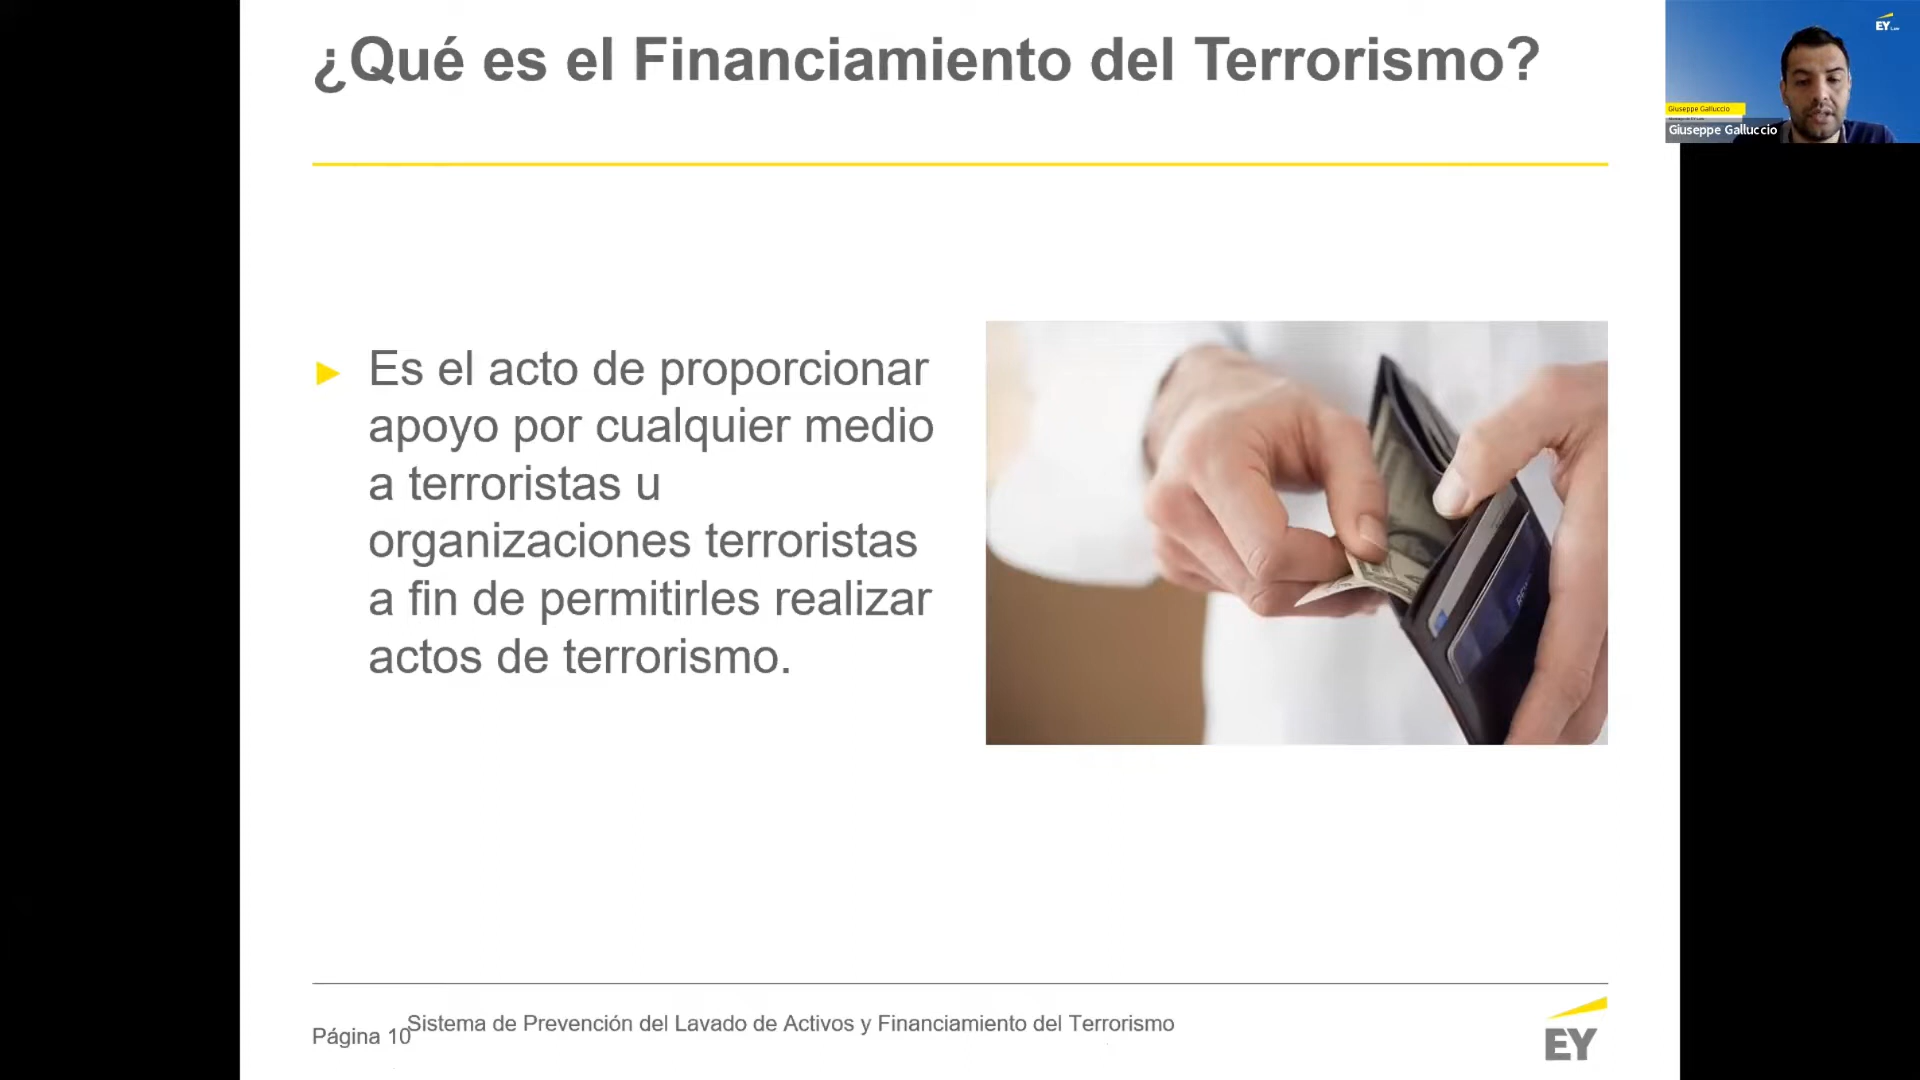 ¿Qué es el Financiamiento del Terrorismo?
EY
Giuseppe Galluccio
Giuseppe Galluccio
Es el acto de proporcionar
apoyo por cualquier medio
a terroristas u
organizaciones terroristas
a fin de permitirles realizar
actos de terrorismo.
Página 10
Sistema de Prevención del Lavado de Activos y Financiamiento del Terrorismo
EY